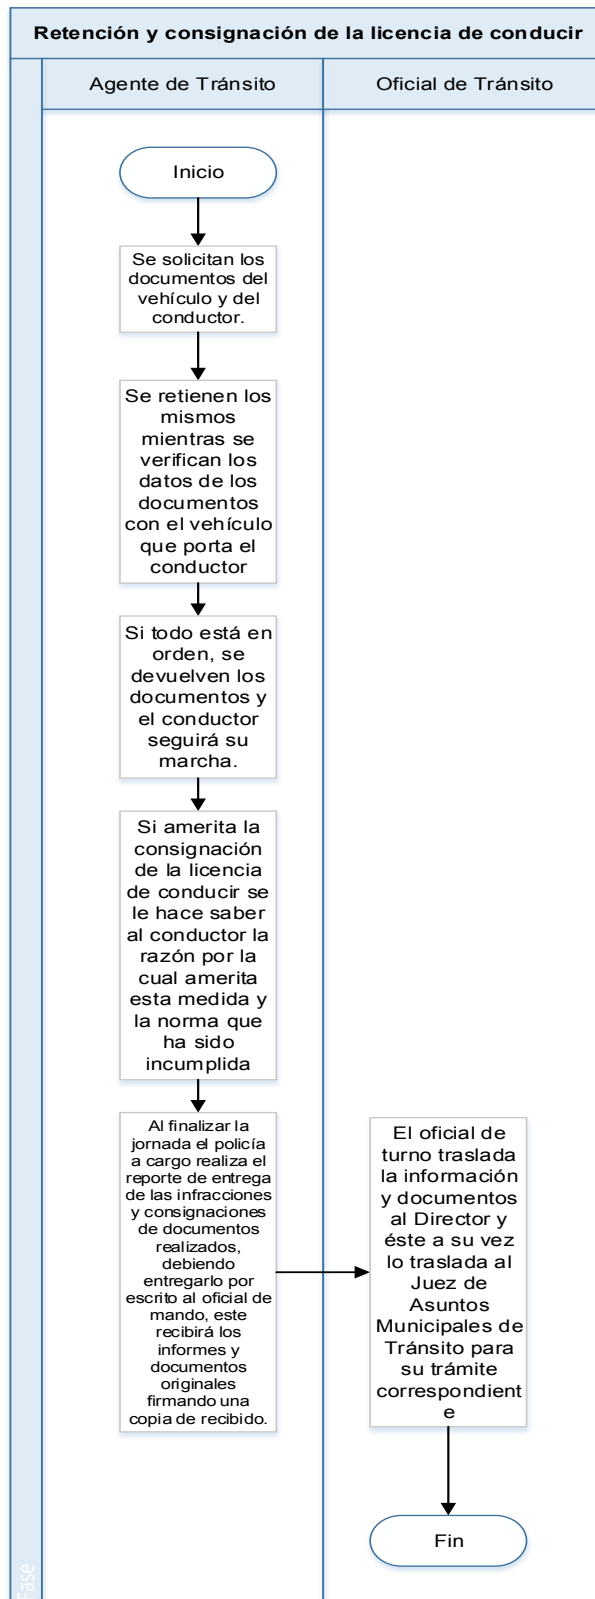 Retención y consignación de la licencia de conducir
Agente de Tránsito
Oficial de Tránsito
Inicio
Se solicitan los
documentos del
vehículo y del
conductor.
Se retienen los
mismos
mientras se
verifican los
datos de los
documentos
con el vehículo
que porta el
conductor
Si todo está en
orden, se
devuelven los
documentos y
el conductor
seguirá su
marcha.
Si amerita la
consignación
de la licencia
de conducir se
le hace saber
al conductor la
razón por la
cual amerita
esta medida y
la norma que
ha sido
incumplida
Al finalizar la
jornada el policía
a cargo realiza el
reporte de entrega
de las infracciones
y consignaciones
de documentos
realizados,
debiendo
entregarlo por
escrito al oficial de
mando, este
recibirá los
informes y
documentos
originales
firmando una
copia de recibido.
El oficial de
turno traslada
la información
y documentos
al Director y
éste a su vez
lo traslada al
Juez de
Asuntos
Municipales de
Tránsito para
su trámite
correspondient
e
Fin
Fase